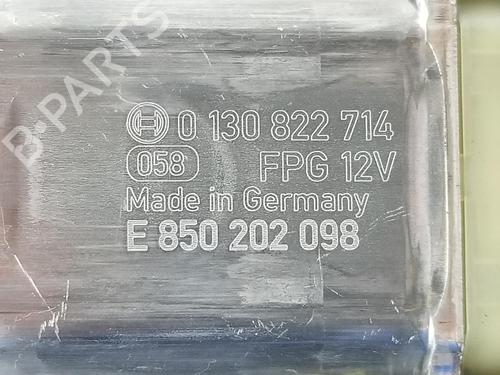 B-PARTS
0 130 822 714
058 FPG 12V
Made in Germany
E 850 202 098